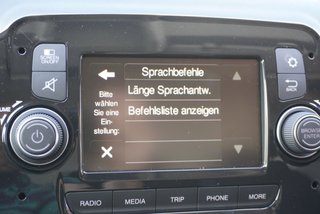 SCREEN
ON/OFF
Sprachbefehle
Länge Sprachantw.
Bitte
wählen
Sie eine
Ein-
stellung:
Befehlsliste anzeigen
BACK
BROWSE
ENTER
RADIO
MEDIA
TRIP
PHONE
MORE